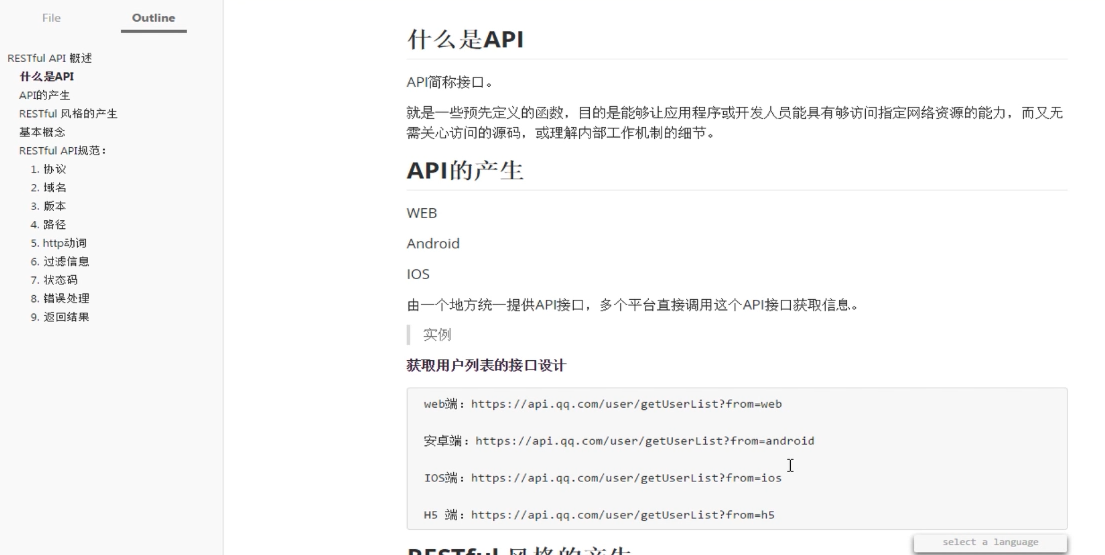 File
Outline
RESTful API 概述
什么是API
API的产生
RESTful 风格的产生
基本概念
RESTful API规范：
1. 协议
2. 域名
3. 版本
4. 路径
5. http动词
6. 过滤信息
7. 状态码
8. 错误处理
9. 返回结果
什么是API
API简称接口。
就是一些预先定义的函数，目的是能够让应用程序或开发人员能具有够访问指定网络资源的能力，而又无
需关心访问的源码，或理解内部工作机制的细节。
API的产生
WEB
Android
IOS
由一个地方统一提供API接口，多个平台直接调用这个API接口获取信息。
实例
获取用户列表的接口设计
web端：https://api.qq.com/user/getUserList?from=web
安卓端：https://api.qq.com/user/getUserList?from=android
IOS端：https://api.qq.com/user/getUserList?from=ios
H5 端：https://api.qq.com/user/getUserList?from=h5
select a language
RESTful 风格的产生